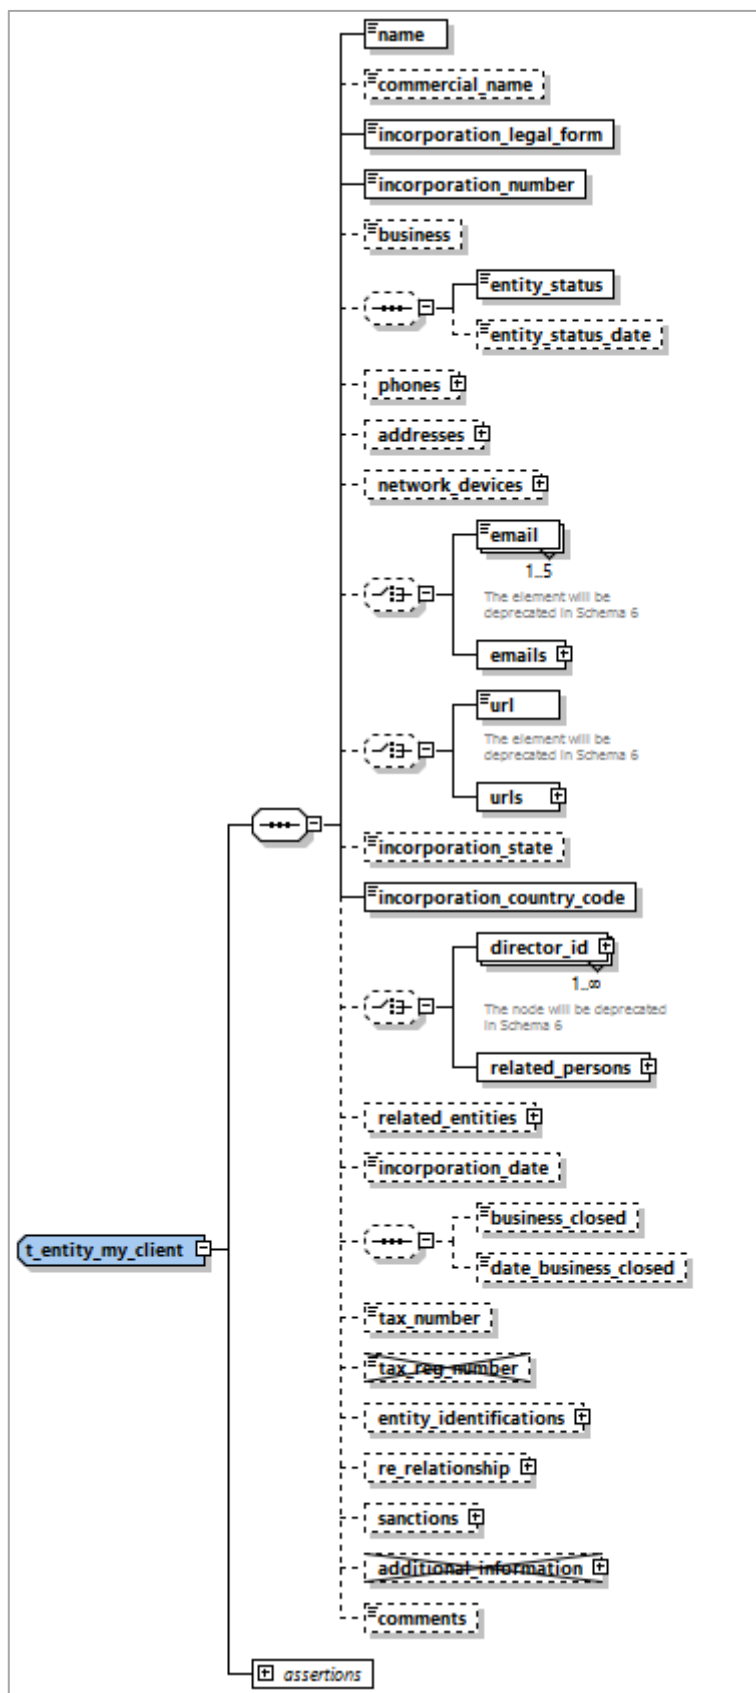 name
commercial_name
incorporation_legal_form
incorporation_number
business
entity_status
entity_status_date
phones
addresses
network_devices
email
1..5
The element will be
deprecated in Schema 6
emails
url
The element will be
deprecated in Schema 6
urls
incorporation_state
incorporation_country_code
director_id
1..∞
The node will be deprecated
in Schema 6
related_persons
related_entities
incorporation_date
t_entity_my_client
business_closed
date_business_closed
tax_number
tax_reg_number
entity_identifications
re_relationship
sanctions
additional_information
comments
assertions